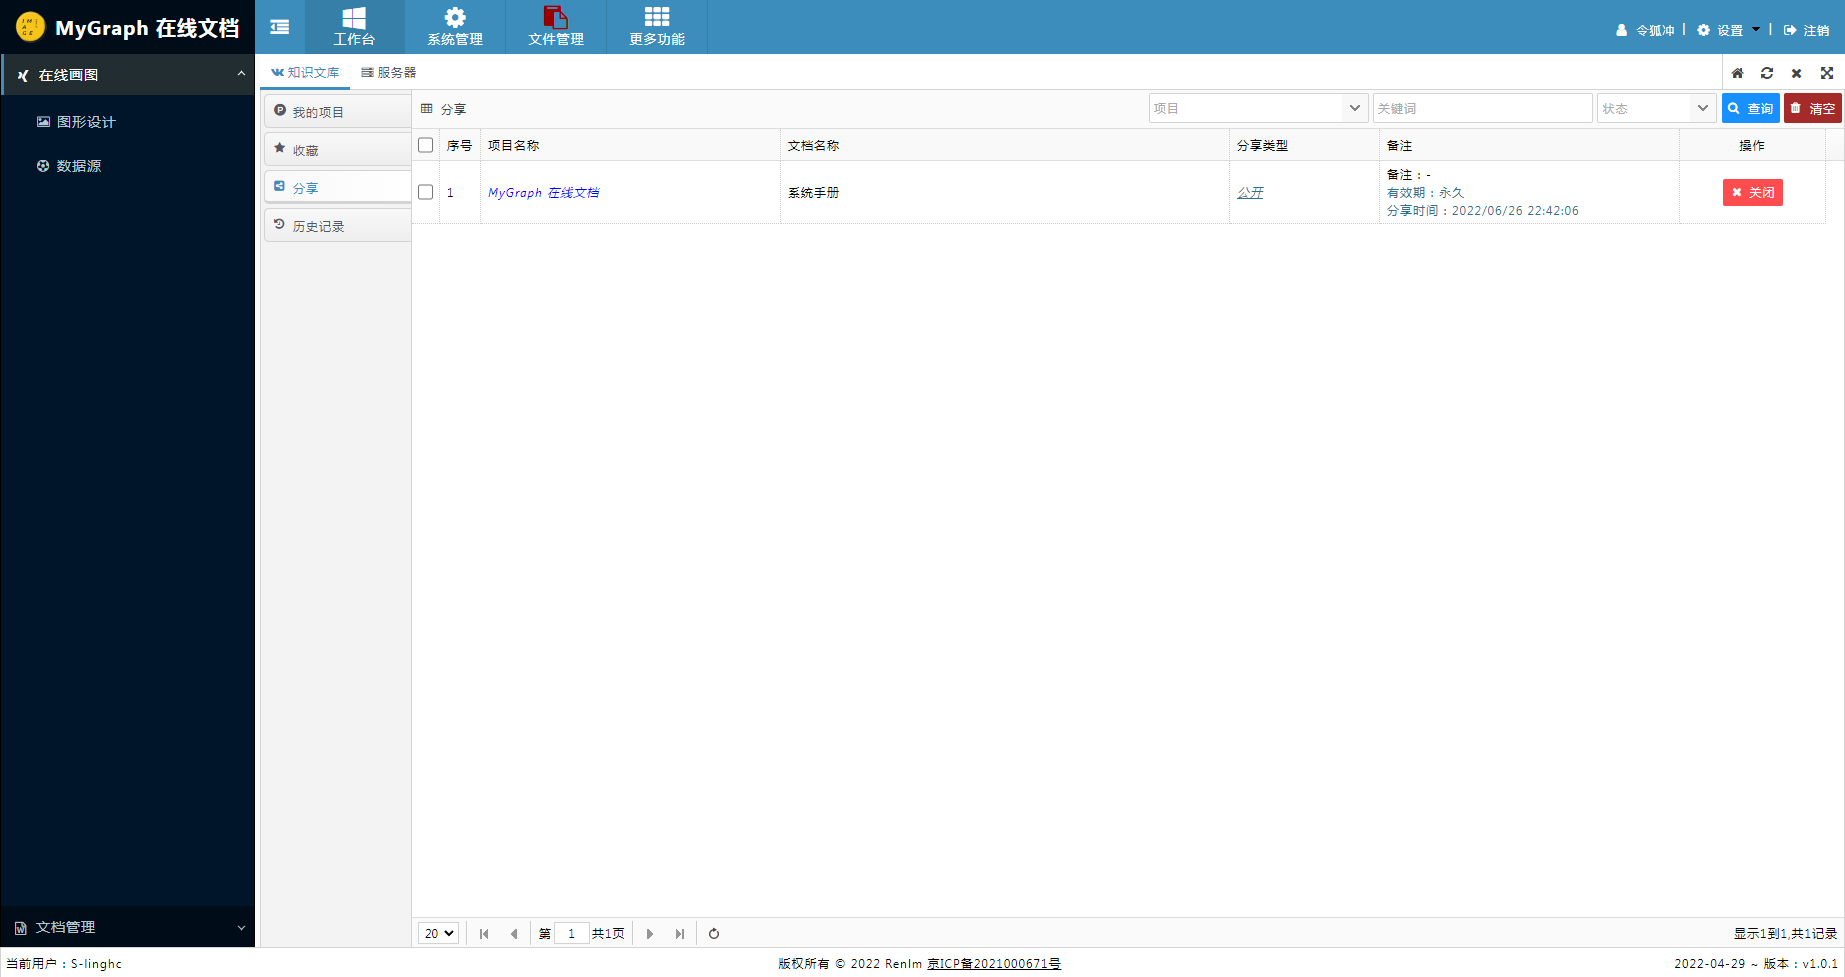 MyGraph 在线文档
工作台
系统管理
文件管理
更多功能
令狐冲 | 设置 | 注销
在线画图
图形设计
数据源
文档管理
知识文库
服务器
我的项目
收藏
分享
历史记录
分享
项目
关键词
状态
查询
清空
序号 项目名称 文档名称 分享类型 备注 操作
1 MyGraph 在线文档 系统手册 公开
备注：-
有效期：永久
分享时间：2022/06/26 22:42:06
关闭
20
第 1 共1页
显示1到1,共1记录
当前用户：S-linghc
版权所有 © 2022 Renlm 京ICP备2021000671号
2022-04-29 ~ 版本：v1.0.1